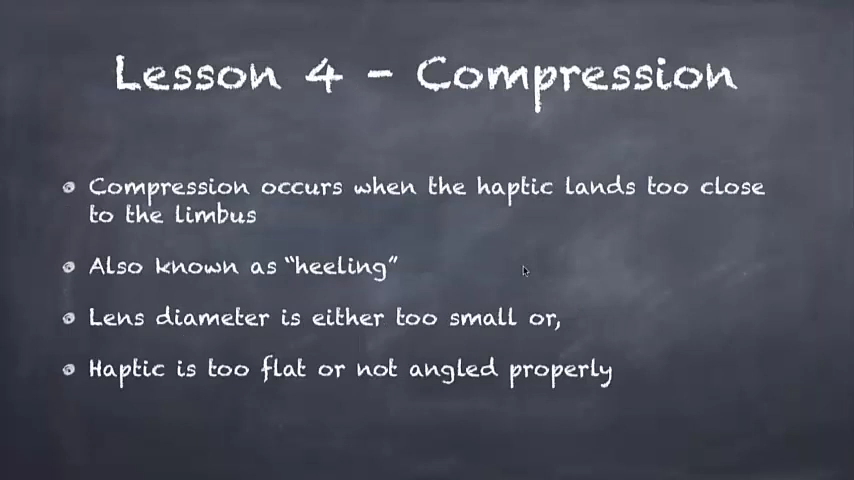 Lesson 4 - Compression
Compression occurs when the haptic lands too close
to the limbus
Also known as “heeling”
Lens diameter is either too small or,
Haptic is too flat or not angled properly